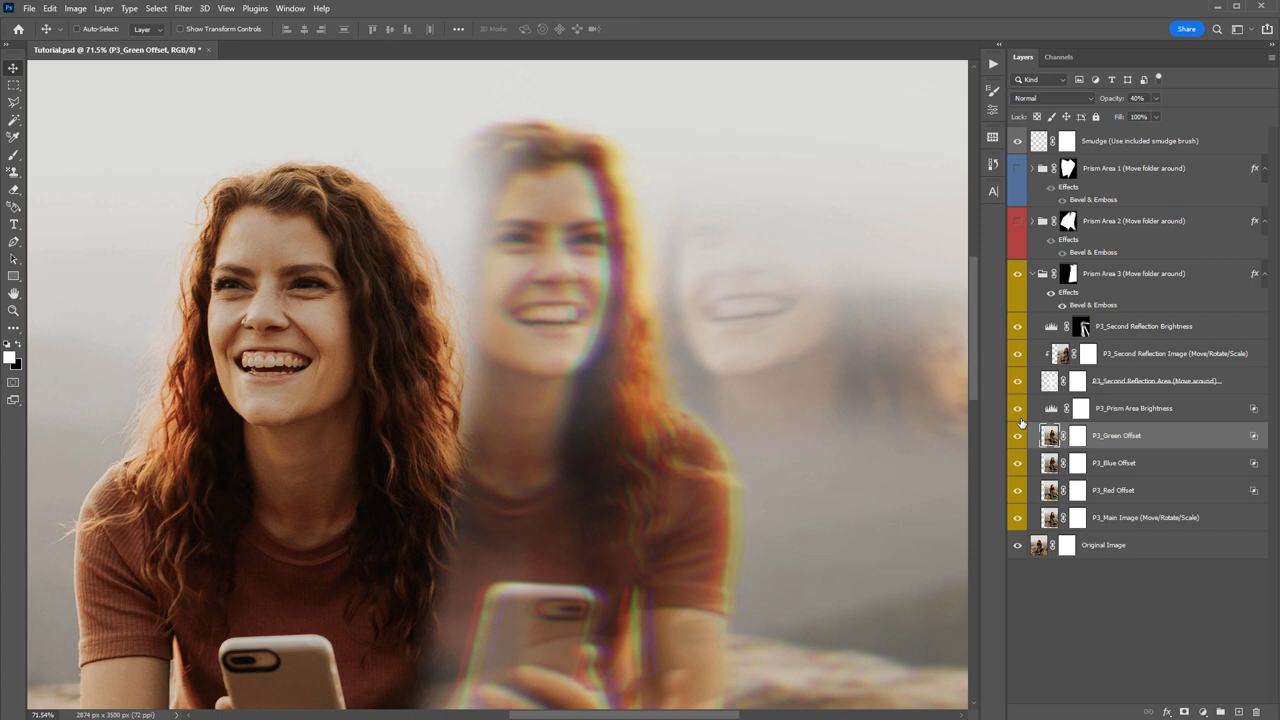 Ps File Edit Image Layer Type Select Filter 3D View Plugins Window Help
Auto-Select: Layer Show Transform Controls 3D Mode: Share
Tutorial.psd @ 71.5% (P3_Green Offset, RGB/8) *
Layers Channels
Kind
Normal Opacity: 40%
Lock: Fill: 100%
Smudge (Use included smudge brush)
Prism Area 1 (Move folder around) fx
Effects
Bevel & Emboss
Prism Area 2 (Move folder around) fx
Effects
Bevel & Emboss
Prism Area 3 (Move folder around) fx
Effects
Bevel & Emboss
P3_Second Reflection Brightness
P3_Second Reflection Image (Move/Rotate/Scale)
P3_Second Reflection Area (Move around)...
P3_Prism Area Brightness
P3_Green Offset
P3_Blue Offset
P3_Red Offset
P3_Main Image (Move/Rotate/Scale)
Original Image
71.54% 2874 px x 3500 px (72 ppi)